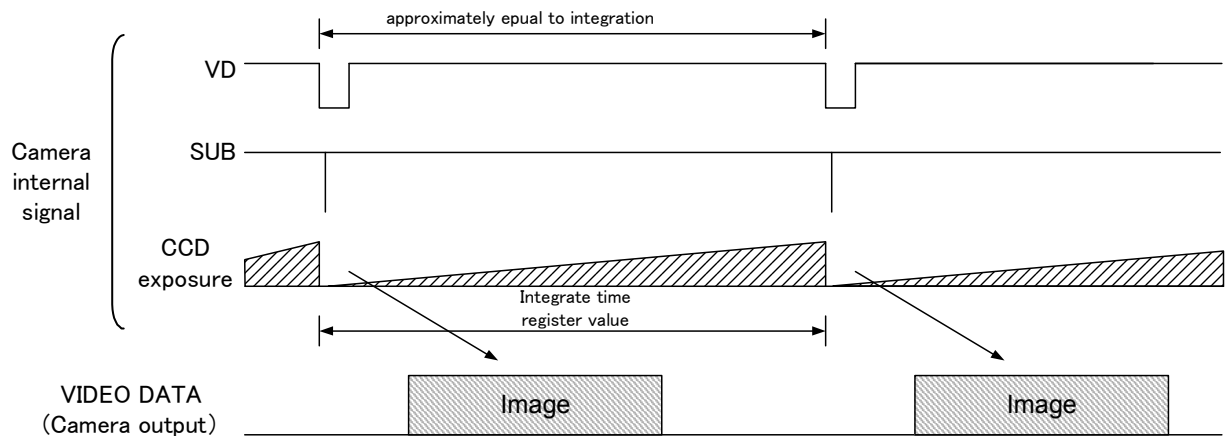 approximately epual to integration
VD
SUB
Camera
internal
signal
CCD
exposure
Integrate time
register value
VIDEO DATA
(Camera output)
Image
Image